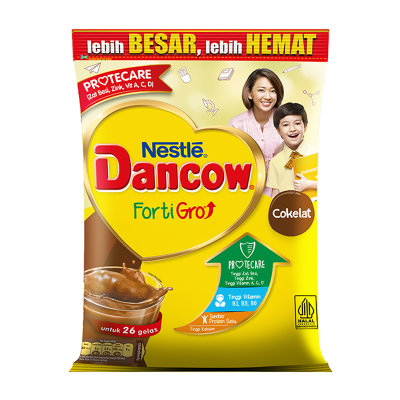 lebih BESAR, lebih HEMAT
PROTECARE
(Zat Besi, Zink, Vit A, C, D)
Nestlé®
Dancow®
FortiGro
Cokelat
PROTECARE
Tinggi Zat Besi,
Tinggi Zink,
Tinggi Vitamin A, C, D
Tinggi Vitamin
B1, B3, B6
Sumber
Protein Susu,
Tinggi Kalsium
untuk 26 gelas
HALAL